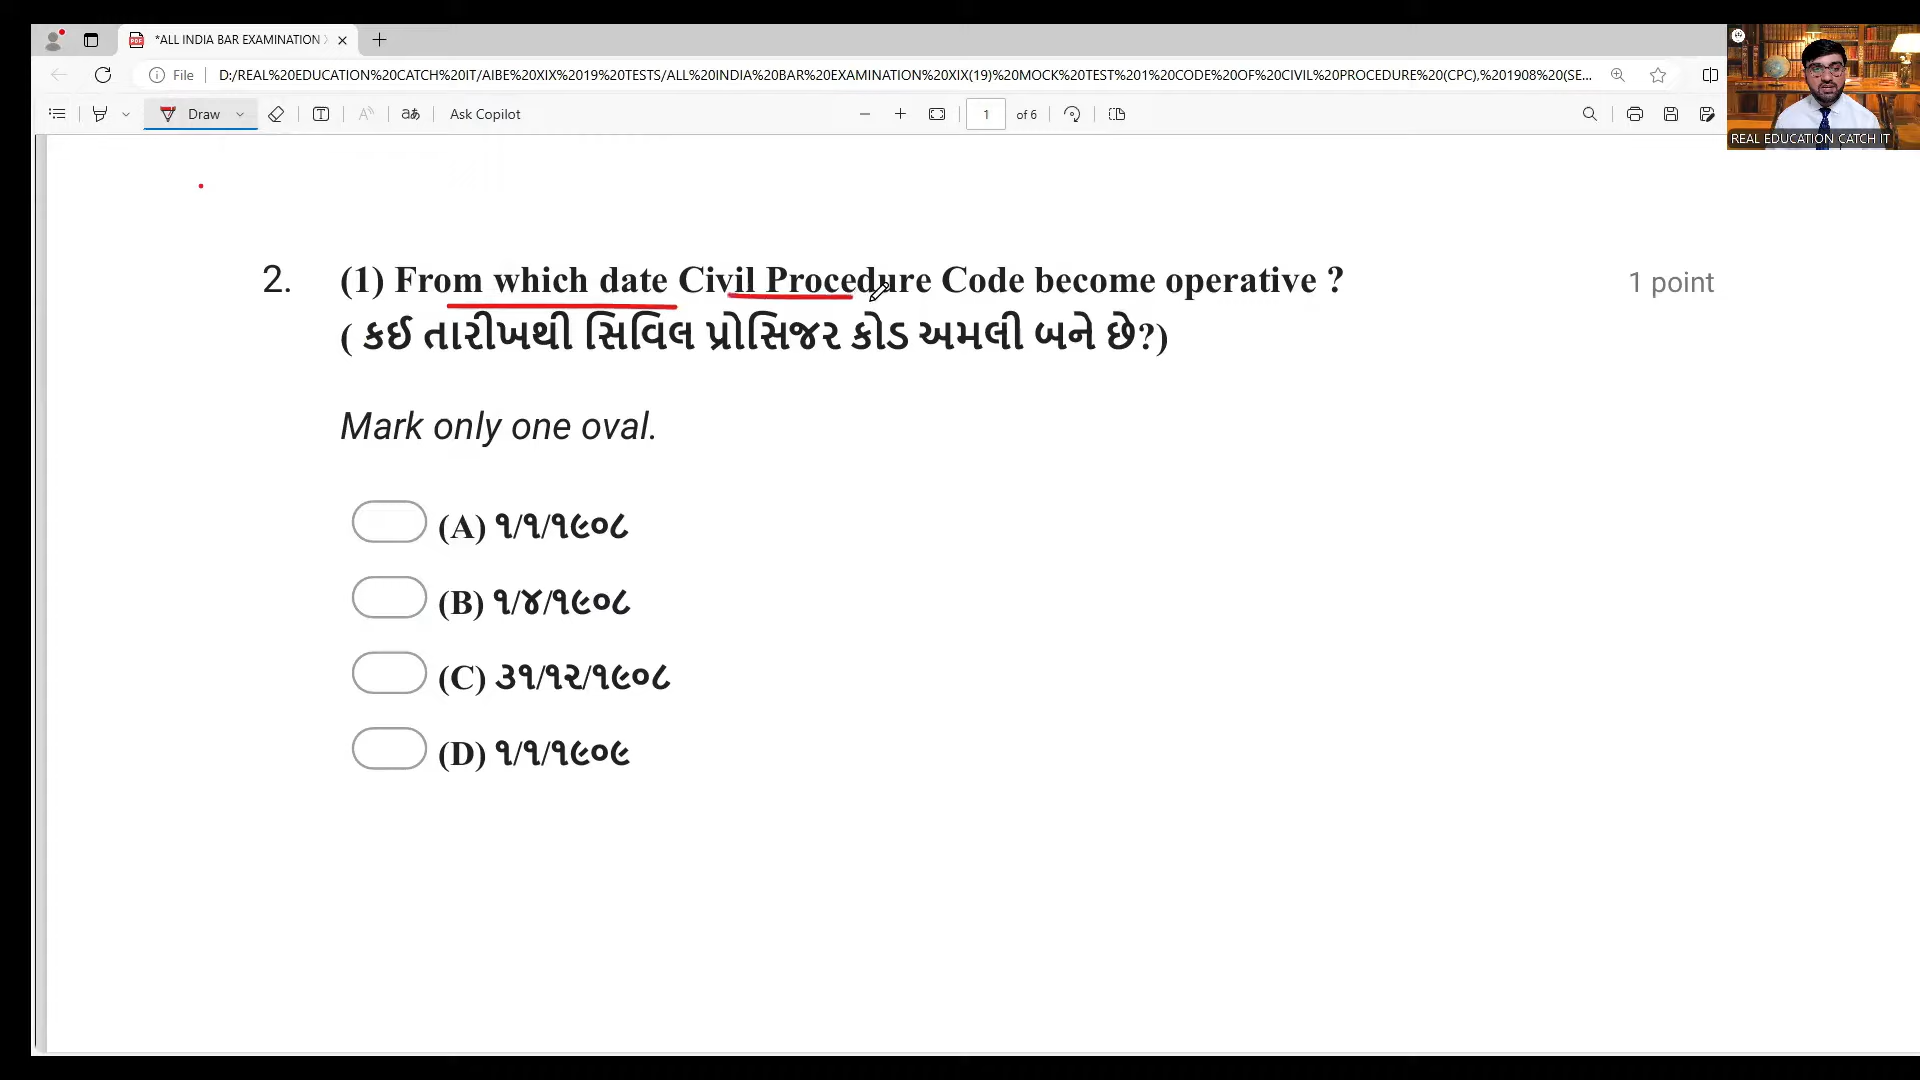 *ALL INDIA BAR EXAMINATION X
File D:/REAL%20EDUCATION%20CATCH%20IT/AIBE%20XIX%2019%20TESTS/ALL%20INDIA%20BAR%20EXAMINATION%20XIX(19)%20MOCK%20TEST%201%20CODE%20OF%20CIVIL%20PROCEDURE%20(CPC),%201908%20(SE...
Draw Ask Copilot 1 of 6
REAL EDUCATION CATCH IT
2. (1) From which date Civil Procedure Code become operative ? 1 point
( કઈ તારીખથી સિવિલ પ્રોસિજર કોડ અમલી બને છે?)
Mark only one oval.
(A) ૧/૧/૧૯૦૮
(B) ૧/૪/૧૯૦૮
(C) ૩૧/૧૨/૧૯૦૮
(D) ૧/૧/૧૯૦૯